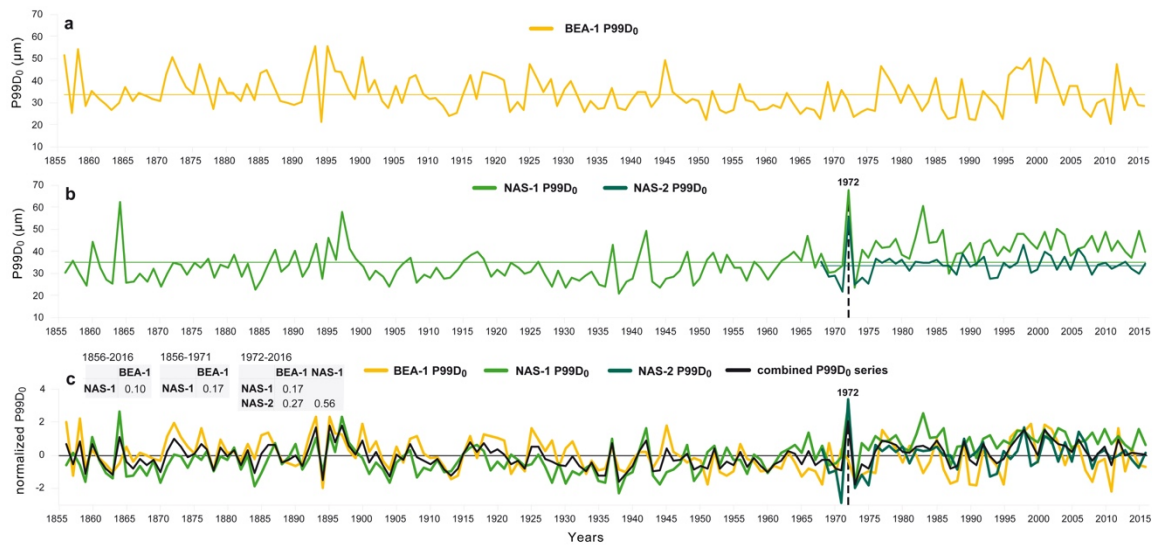 a
BEA-1 P99D₀
P99D₀ (µm)
70
60
50
40
30
20
10
1855 1860 1865 1870 1875 1880 1885 1890 1895 1900 1905 1910 1915 1920 1925 1930 1935 1940 1945 1950 1955 1960 1965 1970 1975 1980 1985 1990 1995 2000 2005 2010 2015
b
NAS-1 P99D₀ NAS-2 P99D₀
1972
P99D₀ (µm)
70
60
50
40
30
20
10
1855 1860 1865 1870 1875 1880 1885 1890 1895 1900 1905 1910 1915 1920 1925 1930 1935 1940 1945 1950 1955 1960 1965 1970 1975 1980 1985 1990 1995 2000 2005 2010 2015
1856-2016 1856-1971 1972-2016
BEA-1 BEA-1 BEA-1 NAS-1
NAS-1 0.10 NAS-1 0.17 NAS-1 0.17
NAS-2 0.27 0.56
c
BEA-1 P99D₀ NAS-1 P99D₀ NAS-2 P99D₀ combined P99D₀ series
1972
normalized P99D₀
4
2
0
-2
1855 1860 1865 1870 1875 1880 1885 1890 1895 1900 1905 1910 1915 1920 1925 1930 1935 1940 1945 1950 1955 1960 1965 1970 1975 1980 1985 1990 1995 2000 2005 2010 2015
Years